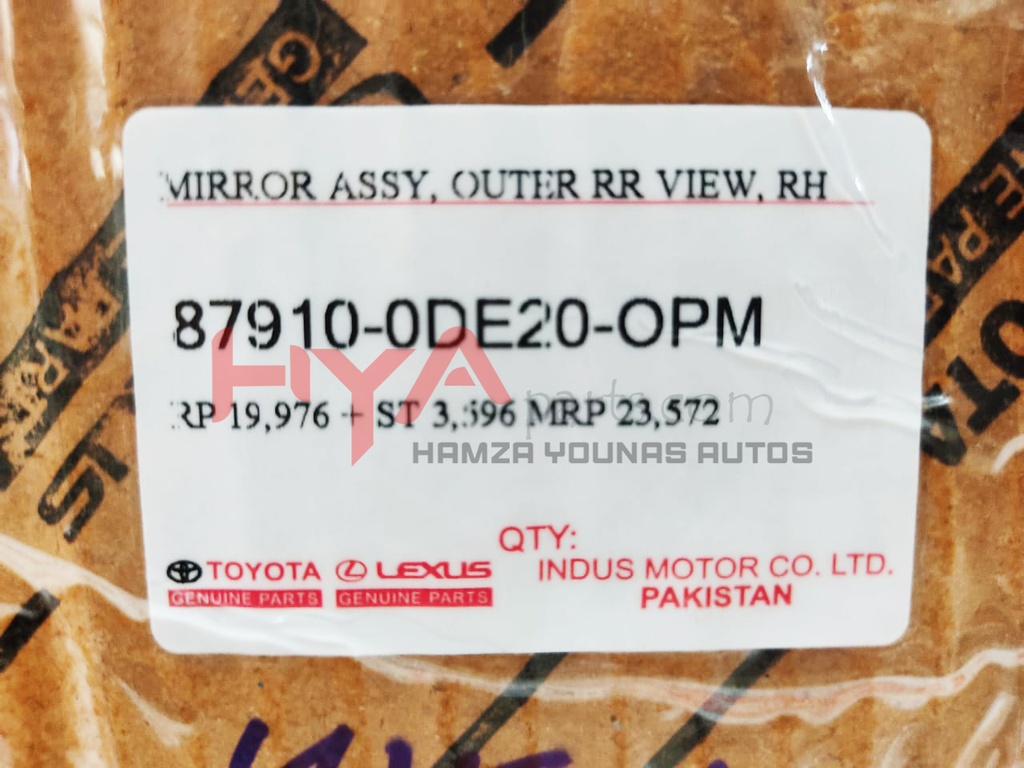 MIRROR ASSY, OUTER RR VIEW, RH
87910-0DE20-OPM
HYA parts.com
RP 19,976 + ST 3,596 MRP 23,572
HAMZA YOUNAS AUTOS
QTY:
TOYOTA LEXUS INDUS MOTOR CO. LTD.
GENUINE PARTS GENUINE PARTS PAKISTAN